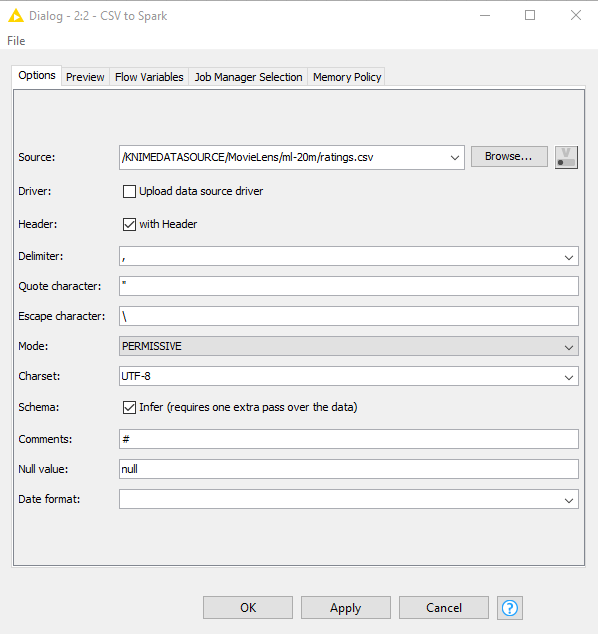 Dialog - 2:2 - CSV to Spark
File
Options Preview Flow Variables Job Manager Selection Memory Policy
Source: /KNIMEDATASOURCE/MovieLens/ml-20m/ratings.csv Browse... V
Driver: Upload data source driver
Header: with Header
Delimiter: ,
Quote character: "
Escape character: \
Mode: PERMISSIVE
Charset: UTF-8
Schema: Infer (requires one extra pass over the data)
Comments: #
Null value: null
Date format:
OK Apply Cancel ?